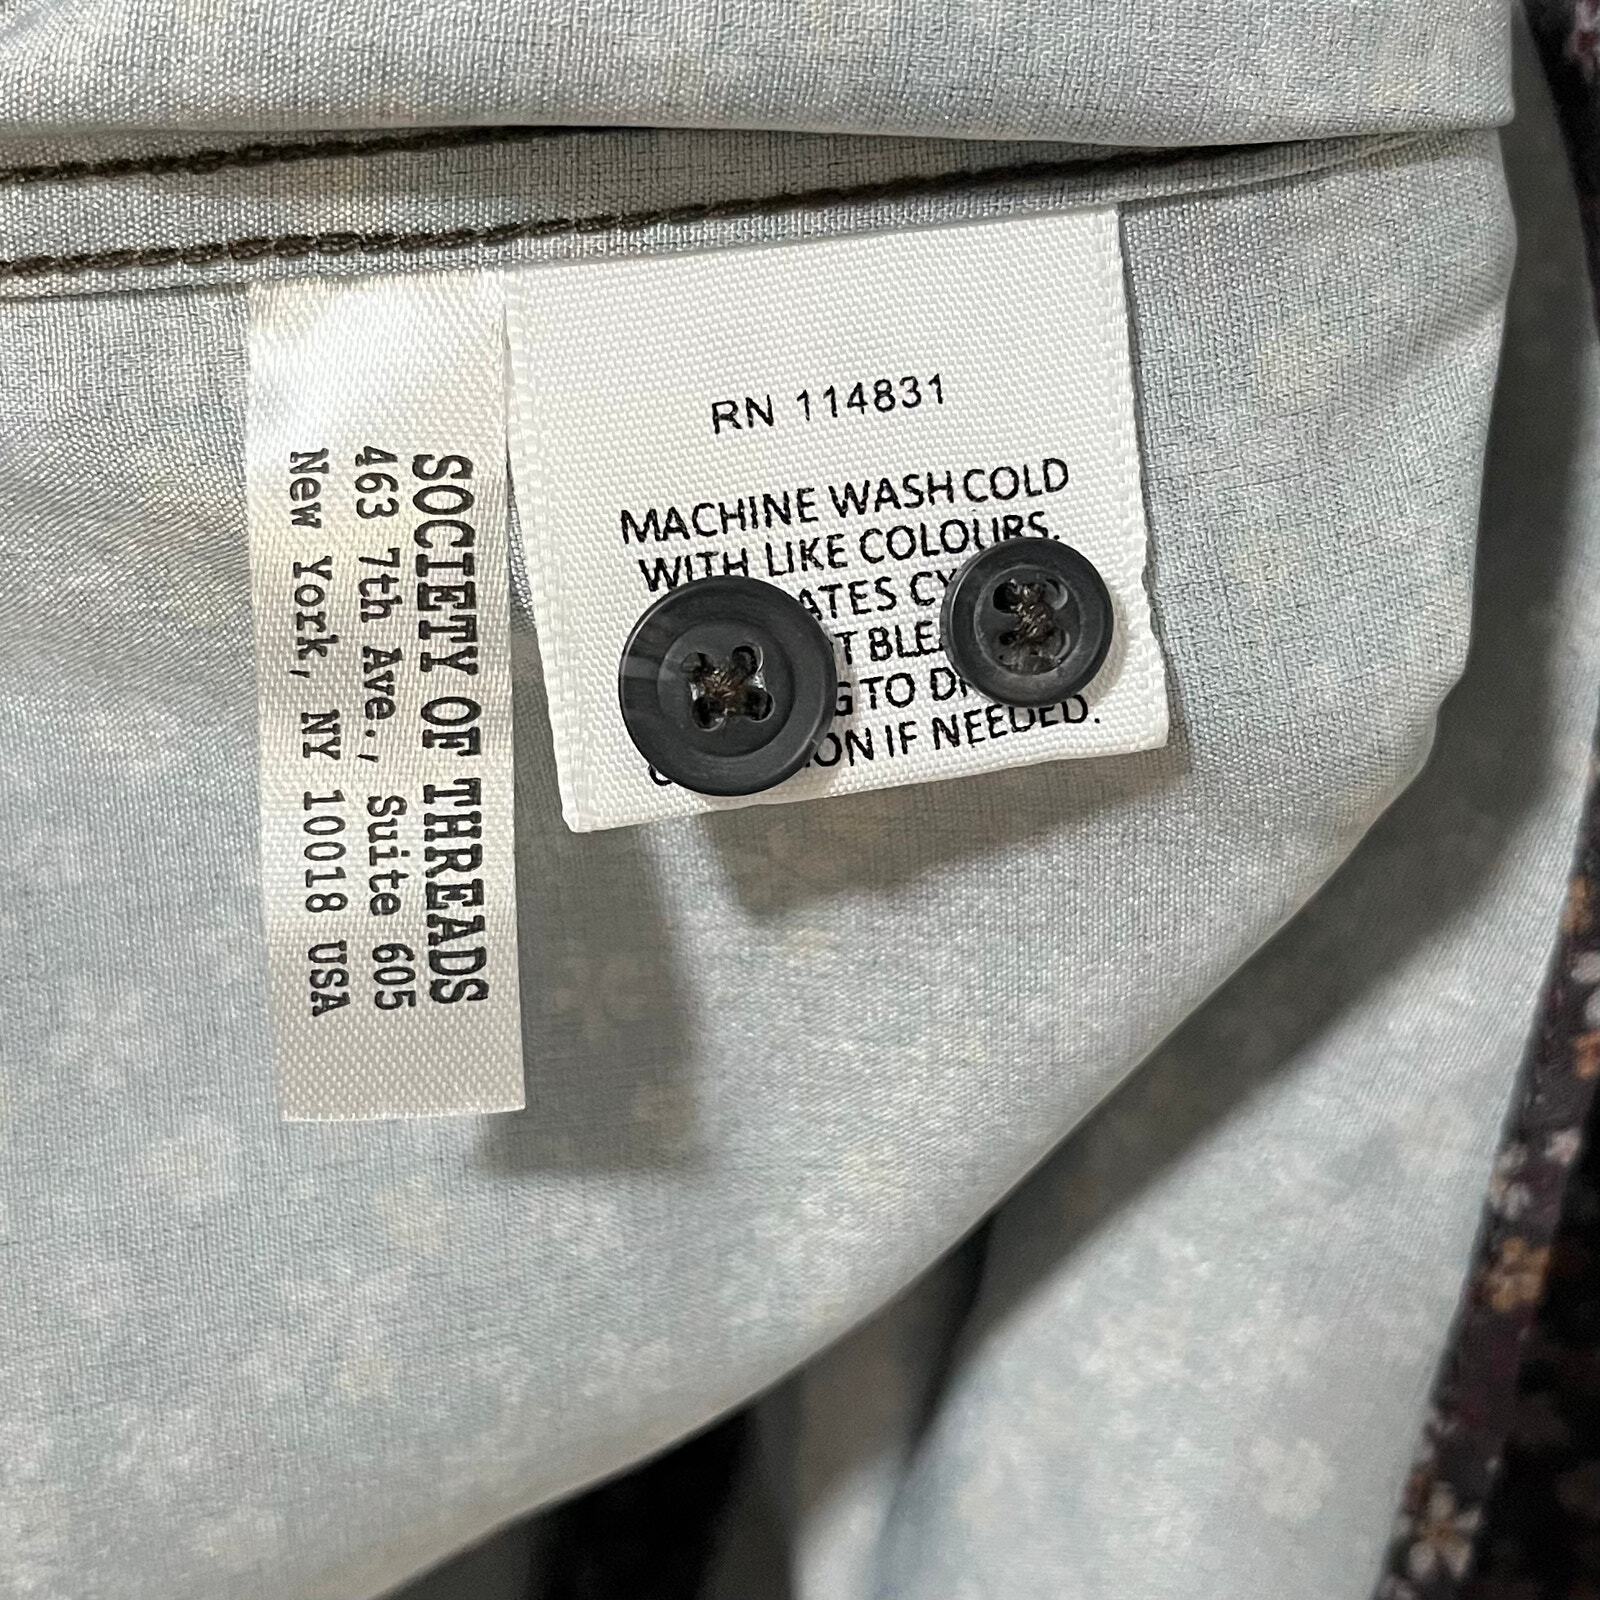 SOCIETY OF THREADS
463 7th Ave., Suite 605
New York, NY 10018 USA
RN 114831
MACHINE WASH COLD
WITH LIKE COLOURS.
TO
IF NEEDED.